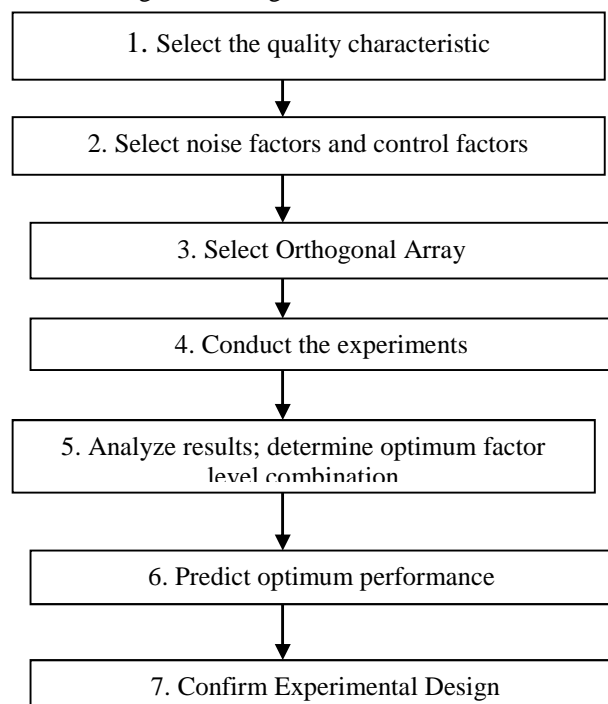 1. Select the quality characteristic
2. Select noise factors and control factors
3. Select Orthogonal Array
4. Conduct the experiments
5. Analyze results; determine optimum factor
level combination
6. Predict optimum performance
7. Confirm Experimental Design